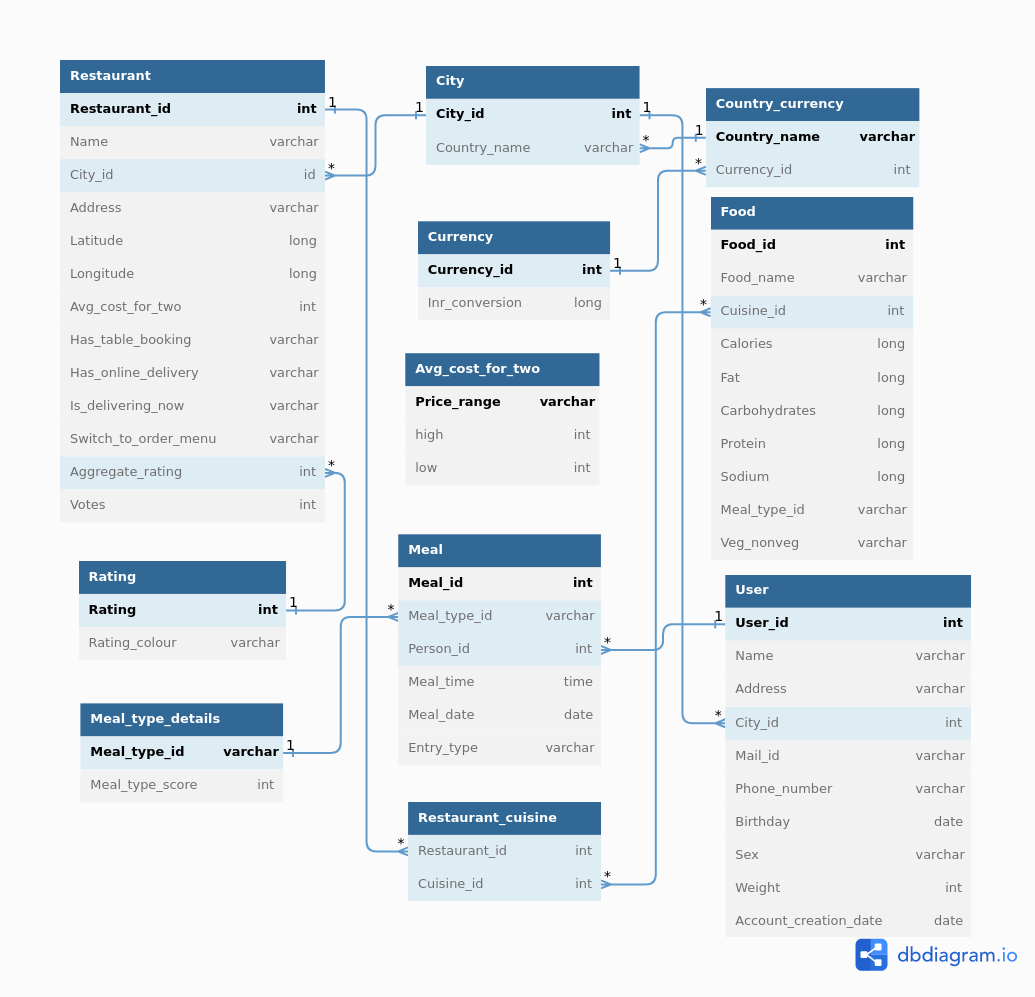 Restaurant
Restaurant_id int
Name varchar
City_id id
Address varchar
Latitude long
Longitude long
Avg_cost_for_two int
Has_table_booking varchar
Has_online_delivery varchar
Is_delivering_now varchar
Switch_to_order_menu varchar
Aggregate_rating int
Votes int
1
*
*
City
City_id int
Country_name varchar
1
1
*
Country_currency
Country_name varchar
Currency_id int
1
*
Currency
Currency_id int
Inr_conversion long
1
Food
Food_id int
Food_name varchar
Cuisine_id int
Calories long
Fat long
Carbohydrates long
Protein long
Sodium long
Meal_type_id varchar
Veg_nonveg varchar
*
Avg_cost_for_two
Price_range varchar
high int
low int
Rating
Rating int
Rating_colour varchar
1
Meal
Meal_id int
Meal_type_id varchar
Person_id int
Meal_time time
Meal_date date
Entry_type varchar
*
*
User
User_id int
Name varchar
Address varchar
City_id int
Mail_id varchar
Phone_number varchar
Birthday date
Sex varchar
Weight int
Account_creation_date date
1
*
Meal_type_details
Meal_type_id varchar
Meal_type_score int
1
Restaurant_cuisine
Restaurant_id int
Cuisine_id int
*
*
dbdiagram.io